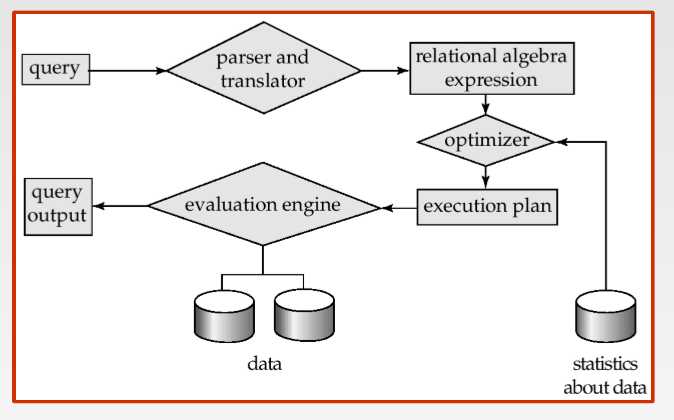 query
parser and
translator
relational algebra
expression
optimizer
query
output
evaluation engine
execution plan
data
statistics
about data